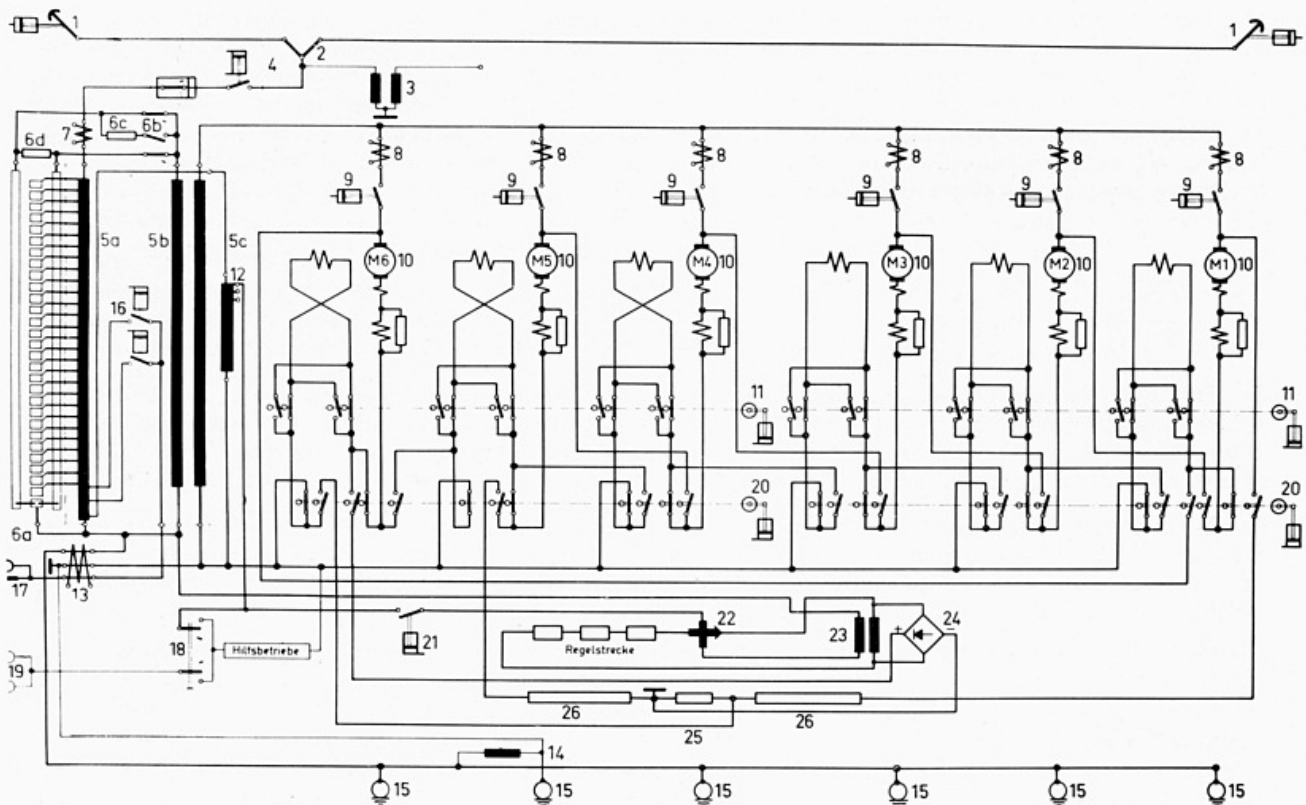 1 1
2
4
3
7 6c 6b
6d
8 8 8 8 8 8
9 9 9 9 9 9
5a 5b 5c
M6 10 M5 10 M4 10 M3 10 M2 10 M1 10
12
16
11 11
20 20
6a
17 13
18 21 22 23 + − 24
Hilfsbetriebe
Regelstrecke
19
26 26
25
14
15 15 15 15 15 15